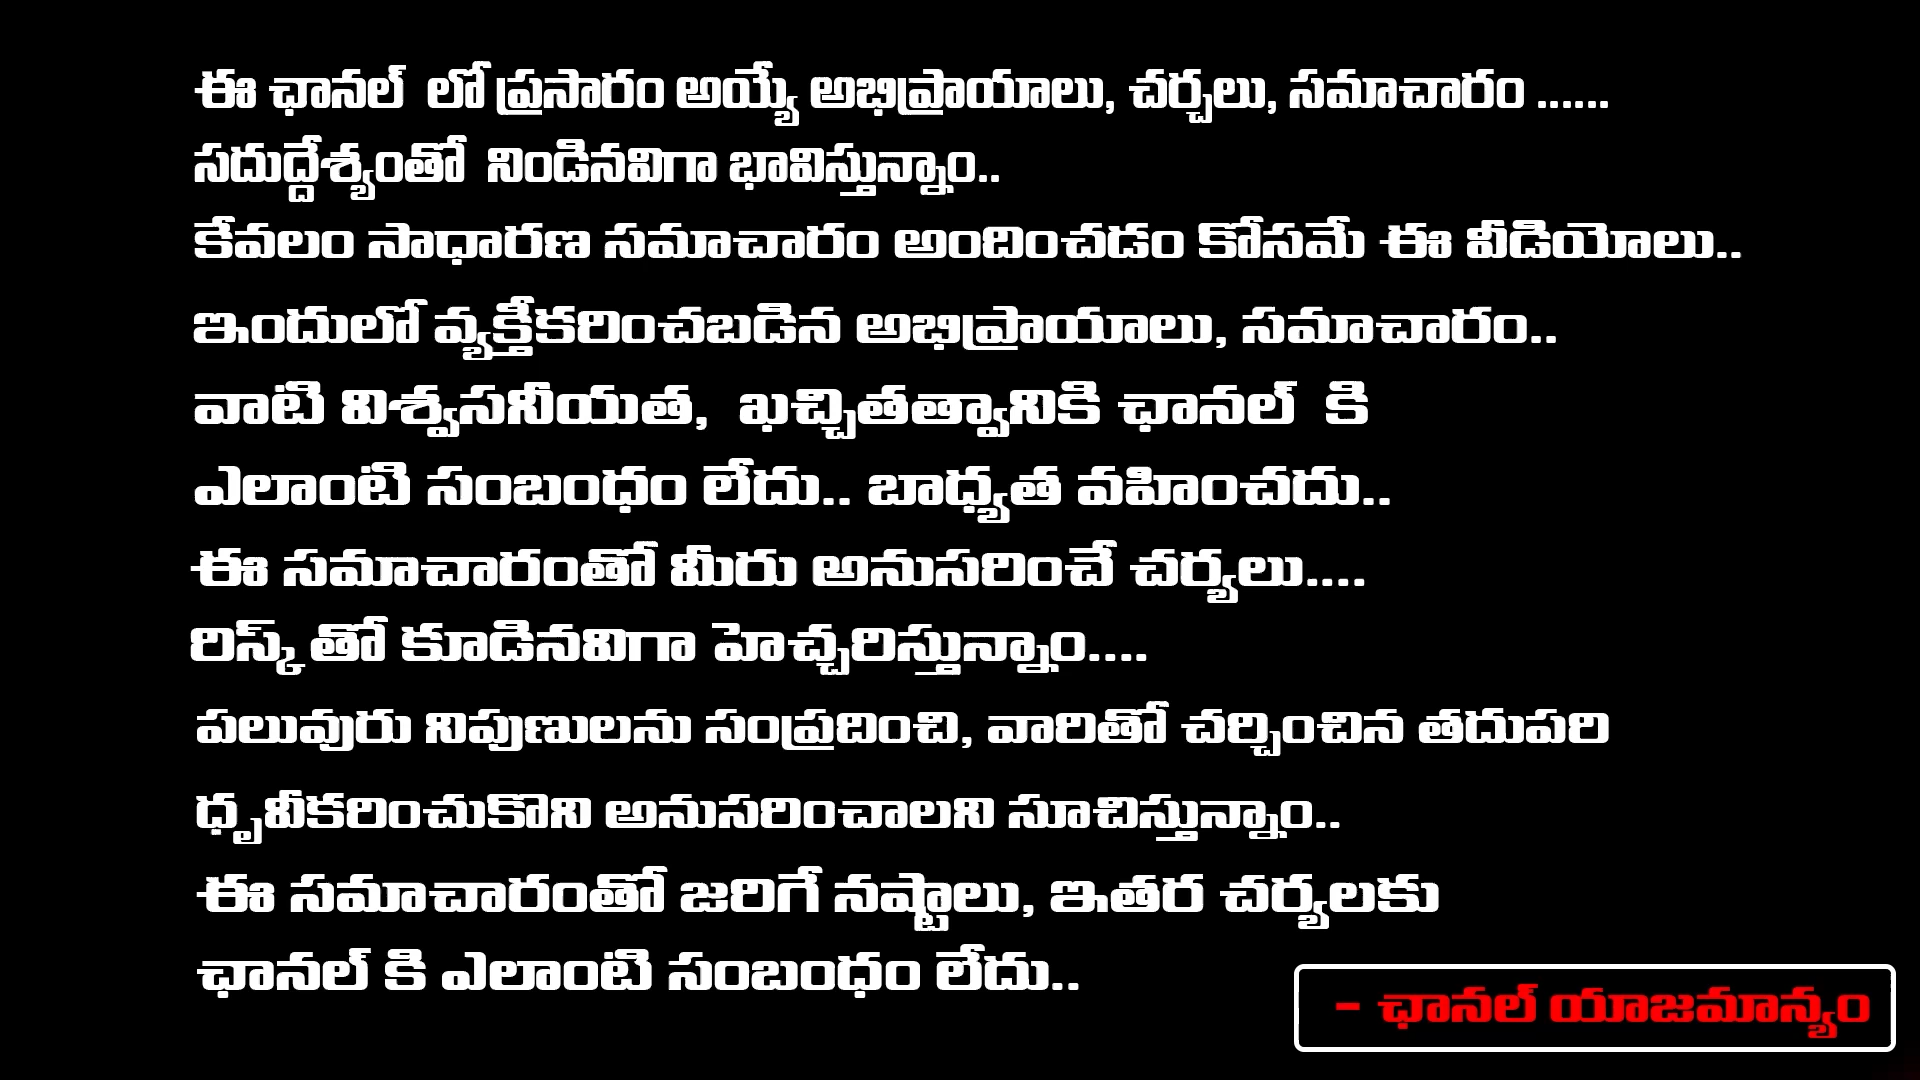 ఈ ఛానల్ లో ప్రసారం అయ్యే అభిప్రాయాలు, చర్చలు, సమాచారం ......
సదుద్దేశ్యంతో నిండినవిగా భావిస్తున్నాం..
కేవలం సాధారణ సమాచారం అందించడం కోసమే ఈ వీడియోలు..
ఇందులో వ్యక్తీకరించబడిన అభిప్రాయాలు, సమాచారం..
వాటి విశ్వసనీయత, ఖచ్చితత్వానికి ఛానల్ కి
ఎలాంటి సంబంధం లేదు.. బాధ్యత వహించదు..
ఈ సమాచారంతో మీరు అనుసరించే చర్యలు....
రిస్క్ తో కూడినవిగా హెచ్చరిస్తున్నాం....
పలువురు నిపుణులను సంప్రదించి, వారితో చర్చించిన తదుపరి
ధృవీకరించుకొని అనుసరించాలని సూచిస్తున్నాం..
ఈ సమాచారంతో జరిగే నష్టాలు, ఇతర చర్యలకు
ఛానల్ కి ఎలాంటి సంబంధం లేదు..
- ఛానల్ యాజమాన్యం